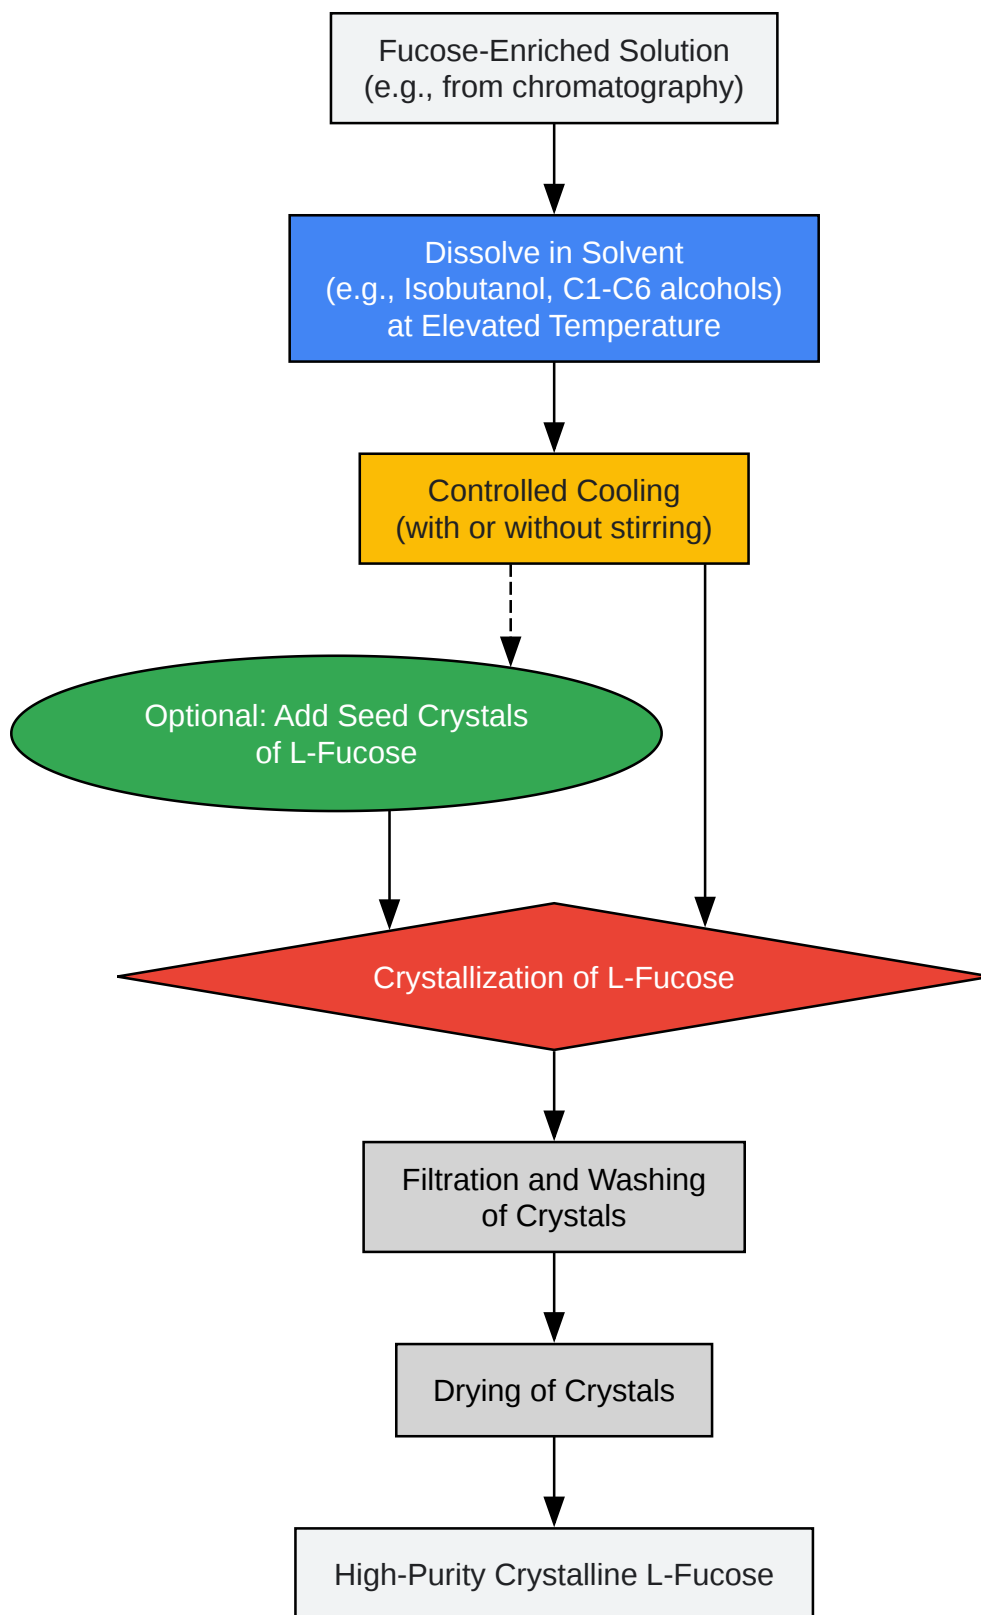 Fucose-Enriched Solution
(e.g., from chromatography)
Dissolve in Solvent
(e.g., Isobutanol, C1-C6 alcohols)
at Elevated Temperature
Controlled Cooling
(with or without stirring)
Optional: Add Seed Crystals
of L-Fucose
Crystallization of L-Fucose
Filtration and Washing
of Crystals
Drying of Crystals
High-Purity Crystalline L-Fucose